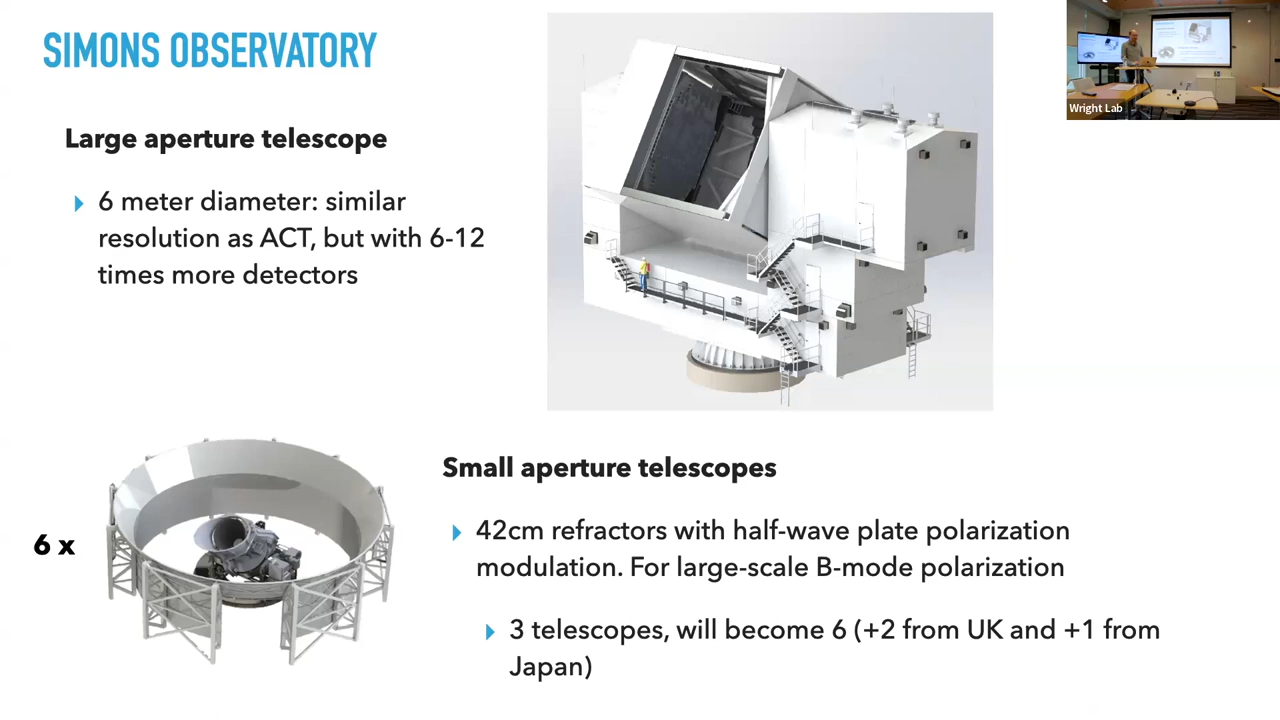 SIMONS OBSERVATORY
Large aperture telescope
6 meter diameter: similar
resolution as ACT, but with 6-12
times more detectors
Wright Lab
6 x
Small aperture telescopes
42cm refractors with half-wave plate polarization
modulation. For large-scale B-mode polarization
3 telescopes, will become 6 (+2 from UK and +1 from
Japan)